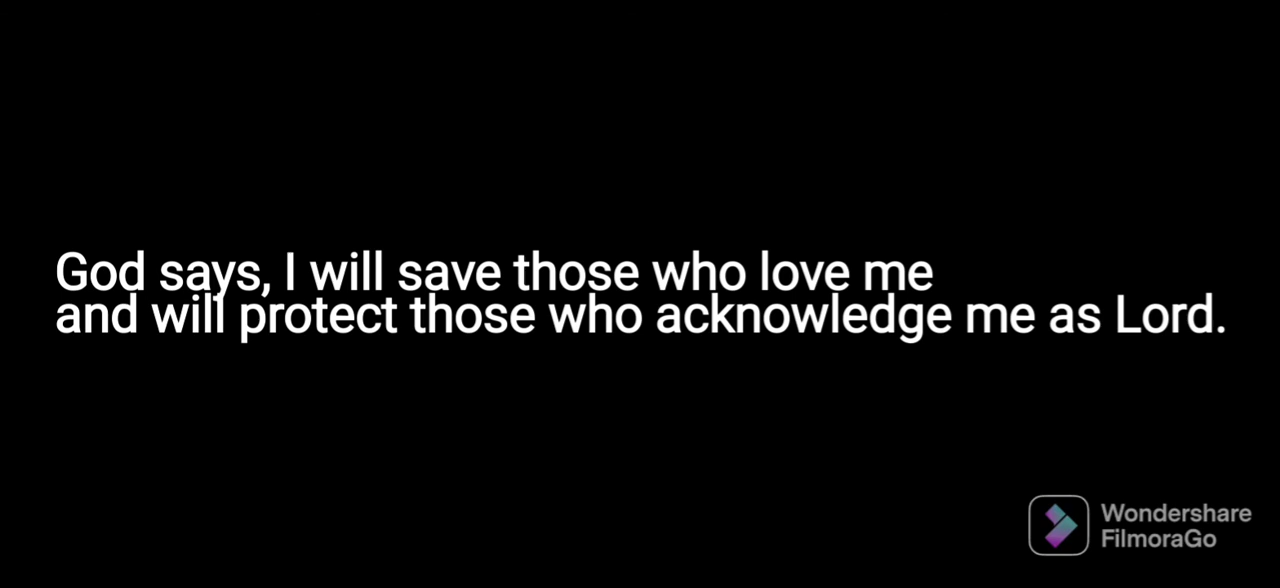 God says, I will save those who love me
and will protect those who acknowledge me as Lord.
Wondershare
FilmoraGo